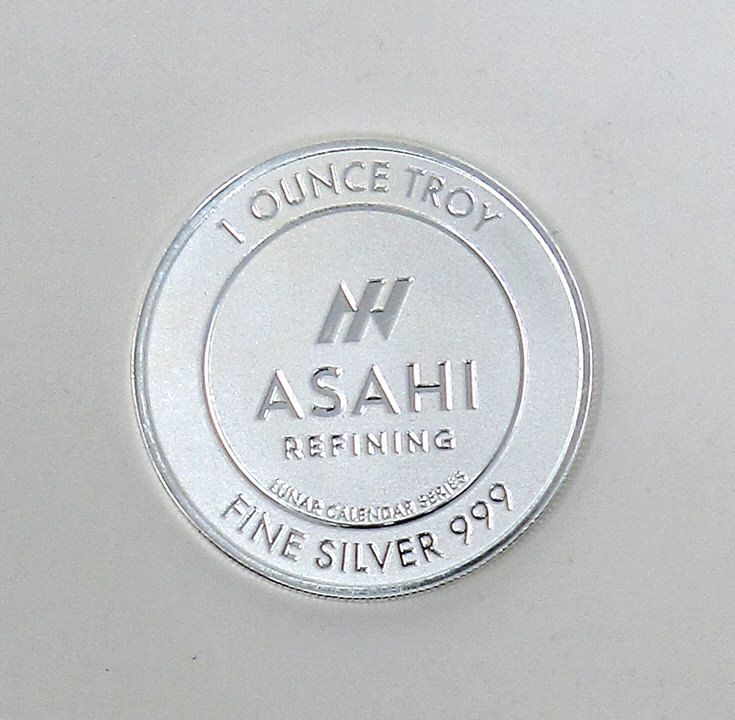 1 OUNCE TROY
ASAHI
REFINING
LUNAR CALENDAR SERIES
FINE SILVER 999